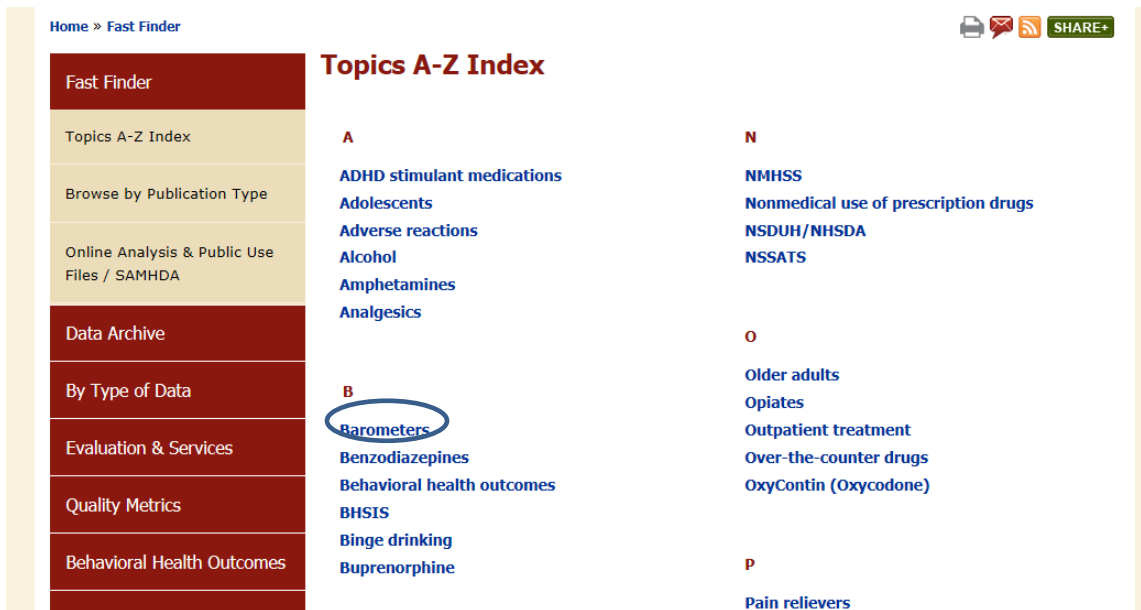 Home » Fast Finder
SHARE+
Fast Finder
Topics A-Z Index
Browse by Publication Type
Online Analysis & Public Use
Files / SAMHDA
Data Archive
By Type of Data
Evaluation & Services
Quality Metrics
Behavioral Health Outcomes
Topics A-Z Index
A
ADHD stimulant medications
Adolescents
Adverse reactions
Alcohol
Amphetamines
Analgesics
B
Barometers
Benzodiazepines
Behavioral health outcomes
BHSIS
Binge drinking
Buprenorphine
N
NMHSS
Nonmedical use of prescription drugs
NSDUH/NHSDA
NSSATS
O
Older adults
Opiates
Outpatient treatment
Over-the-counter drugs
OxyContin (Oxycodone)
P
Pain relievers